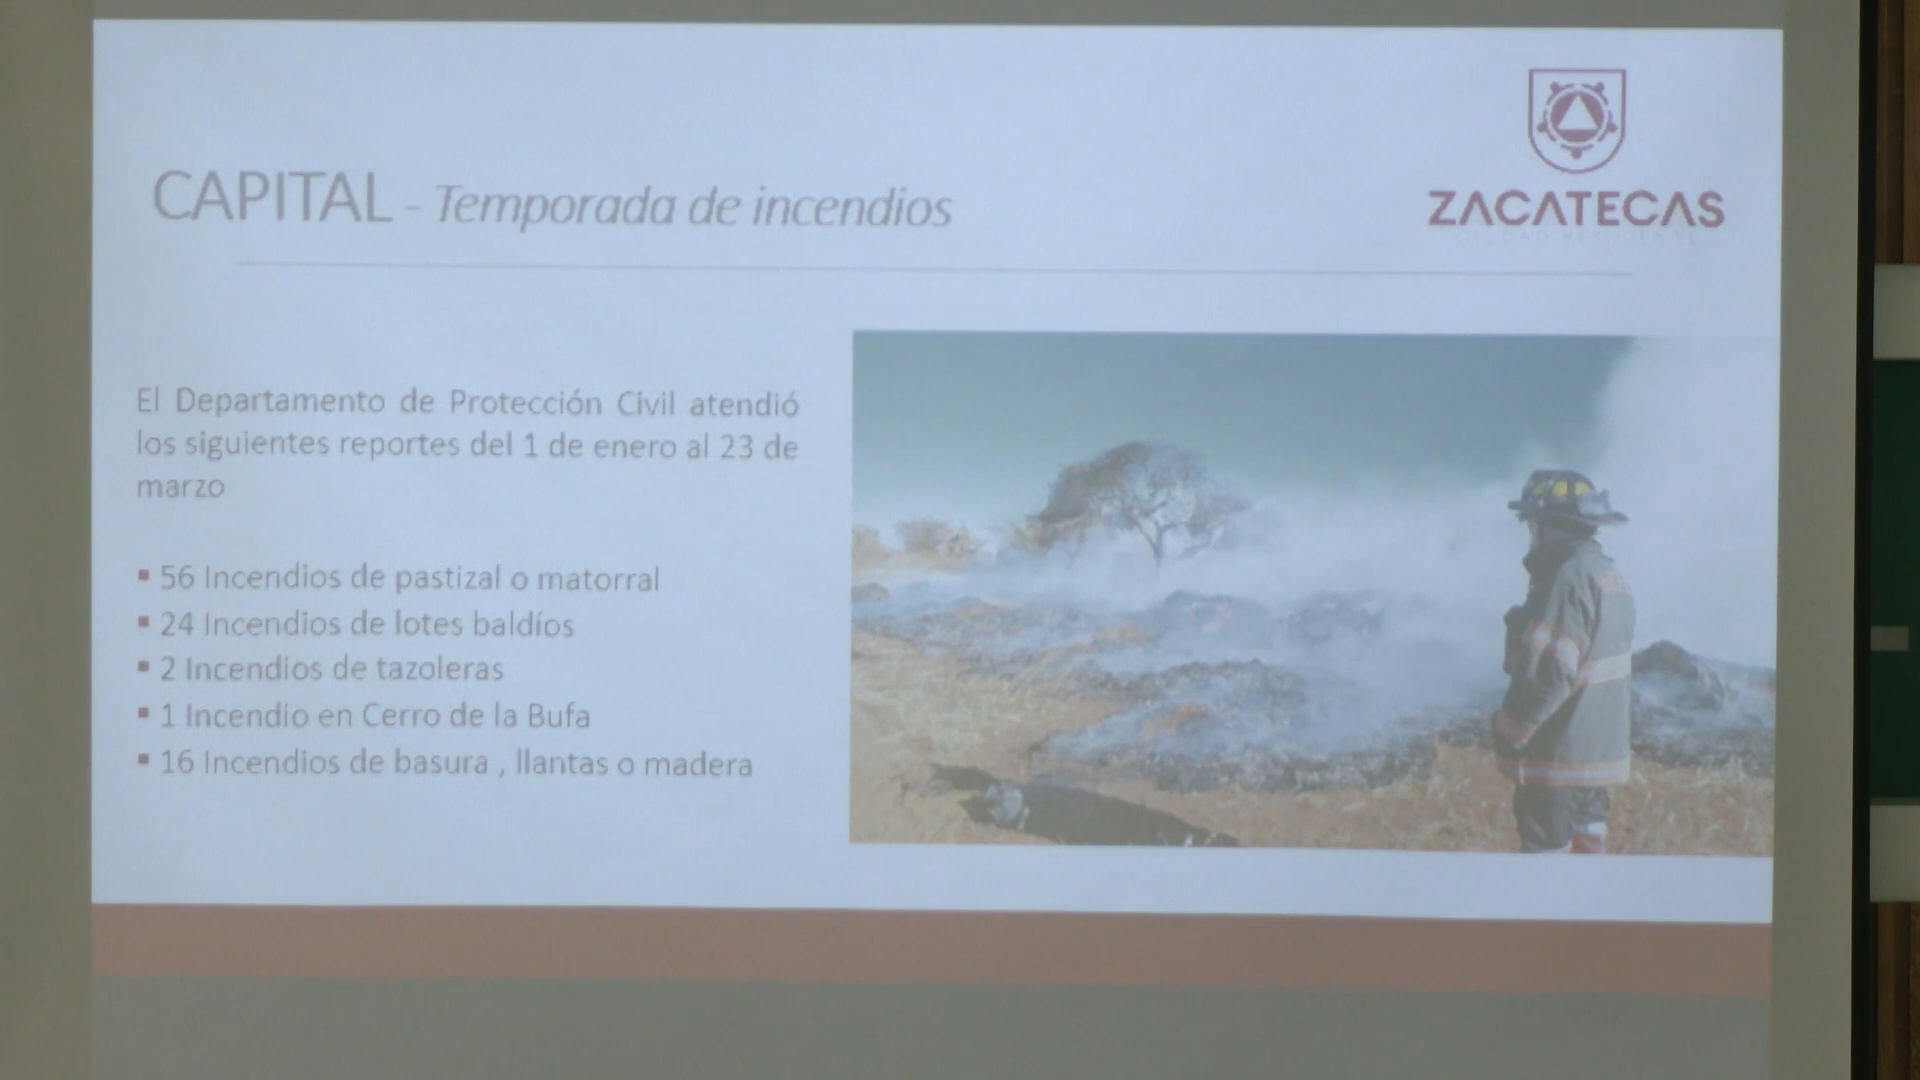 ZACATECAS
CAPITAL - Temporada de incendios
El Departamento de Protección Civil atendió
los siguientes reportes del 1 de enero al 23 de
marzo
▪ 56 Incendios de pastizal o matorral
▪ 24 Incendios de lotes baldíos
▪ 2 Incendios de tazoleras
▪ 1 Incendio en Cerro de la Bufa
▪ 16 Incendios de basura , llantas o madera